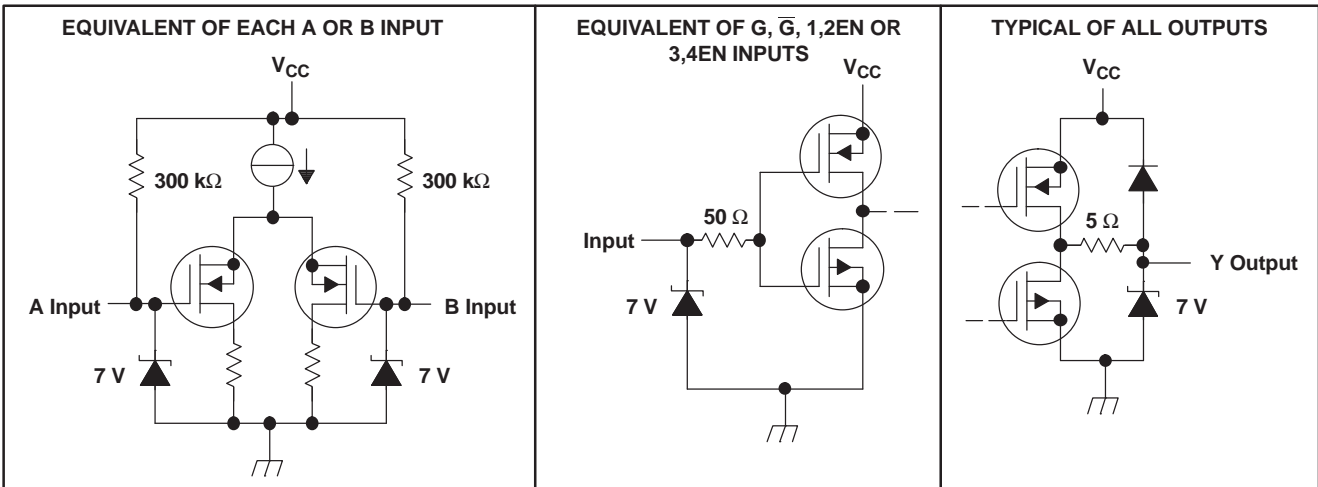 EQUIVALENT OF EACH A OR B INPUT
VCC
300 kΩ
300 kΩ
A Input
B Input
7 V
7 V
EQUIVALENT OF G, G̅, 1,2EN OR
3,4EN INPUTS
VCC
50 Ω
Input
7 V
TYPICAL OF ALL OUTPUTS
VCC
5 Ω
Y Output
7 V